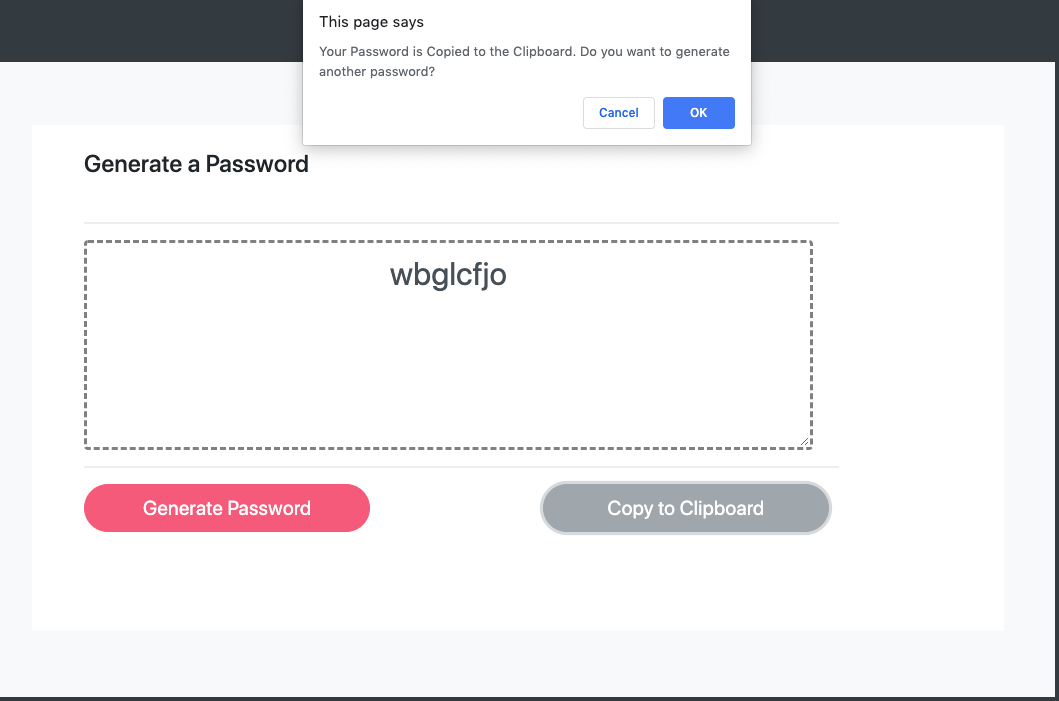 This page says
Your Password is Copied to the Clipboard. Do you want to generate
another password?
Cancel
OK
Generate a Password
wbglcfjo
Generate Password
Copy to Clipboard